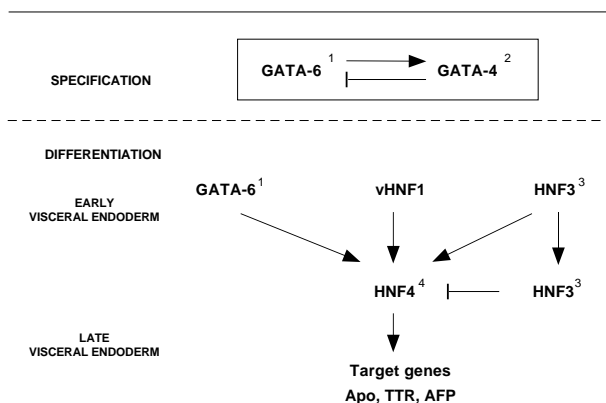 SPECIFICATION
GATA-6 1 GATA-4 2
DIFFERENTIATION
EARLY
VISCERAL ENDODERM
GATA-6 1 vHNF1 HNF3 3
HNF4 4 HNF3 3
LATE
VISCERAL ENDODERM
Target genes
Apo, TTR, AFP